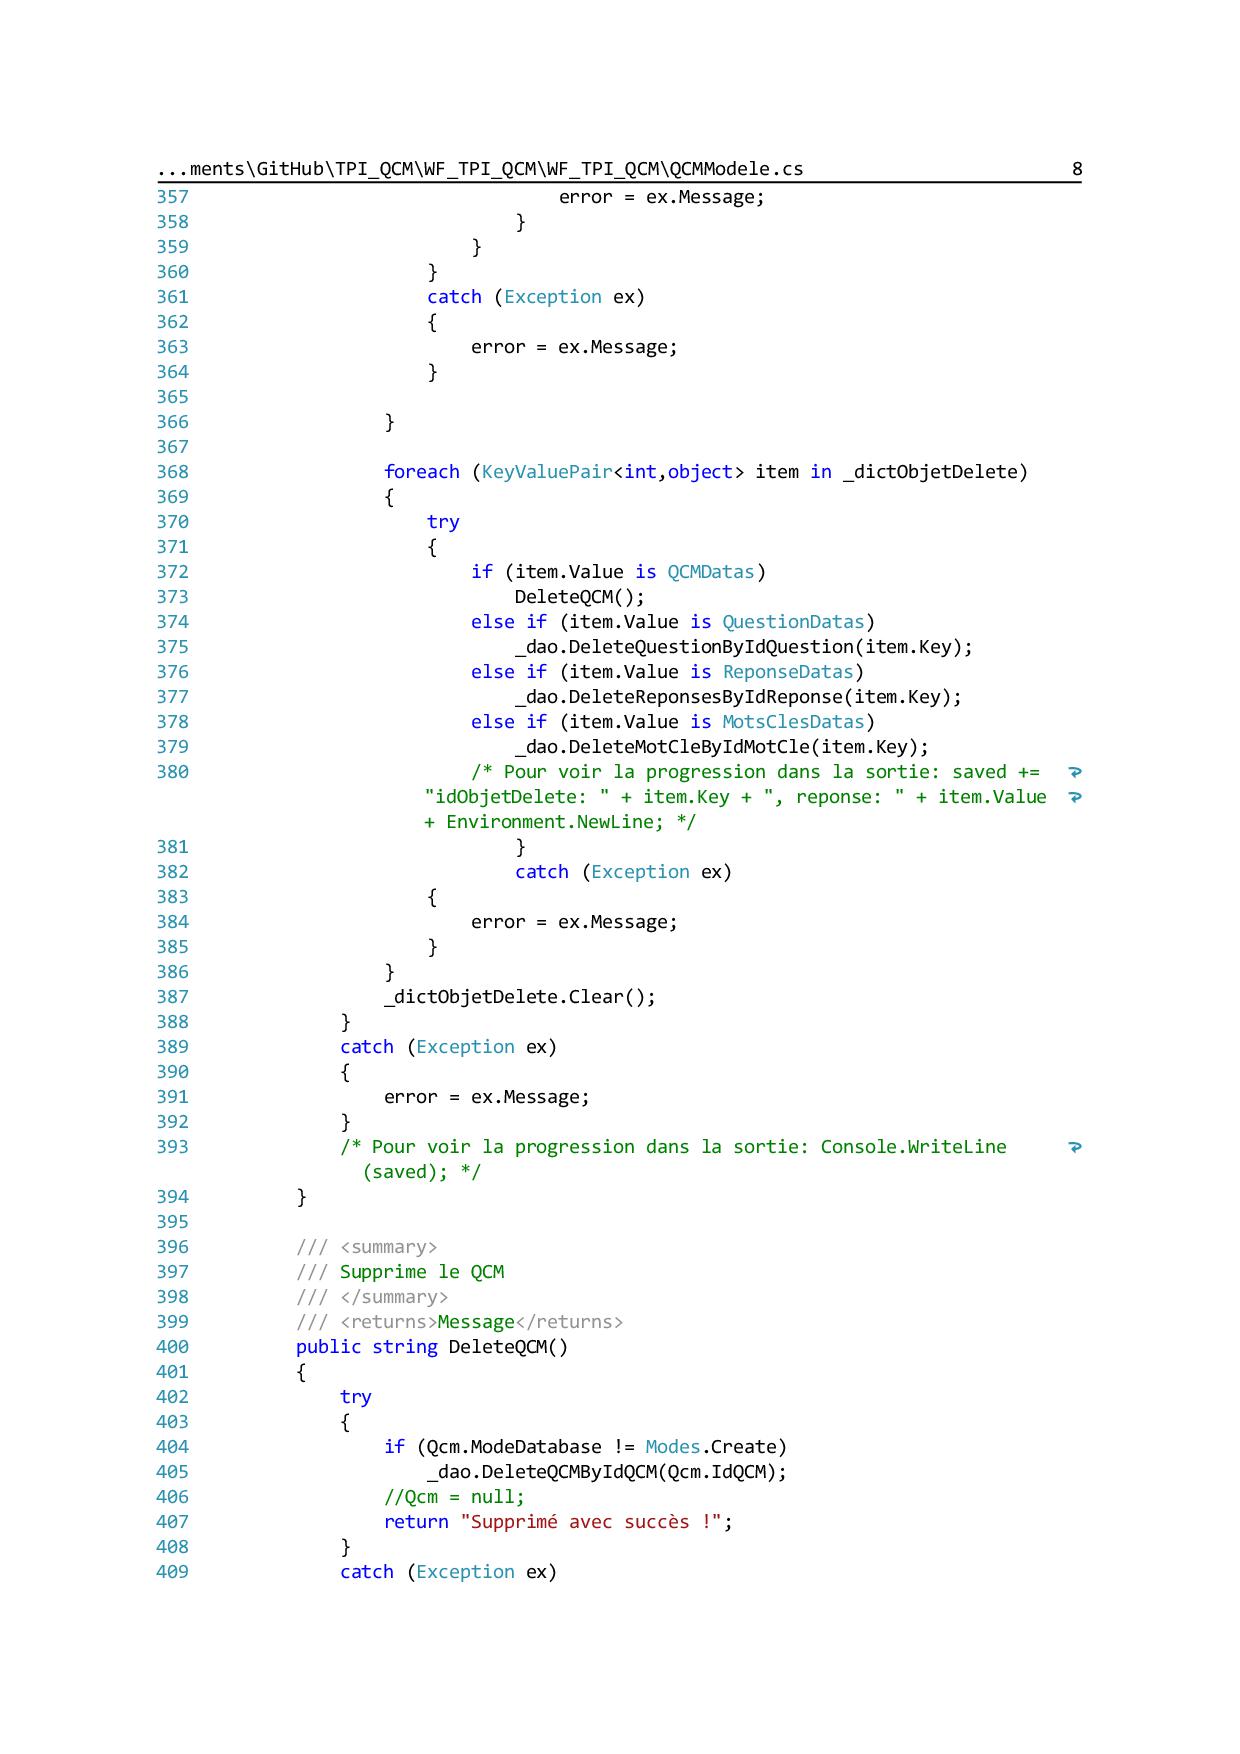 ...ments\GitHub\TPI_QCM\WF_TPI_QCM\WF_TPI_QCM\QCMModele.cs 8
357 error = ex.Message;
358 }
359 }
360 }
361 catch (Exception ex)
362 {
363 error = ex.Message;
364 }
365
366 }
367
368 foreach (KeyValuePair<int,object> item in _dictObjetDelete)
369 {
370 try
371 {
372 if (item.Value is QCMDatas)
373 DeleteQCM();
374 else if (item.Value is QuestionDatas)
375 _dao.DeleteQuestionByIdQuestion(item.Key);
376 else if (item.Value is ReponseDatas)
377 _dao.DeleteReponsesByIdReponse(item.Key);
378 else if (item.Value is MotsClesDatas)
379 _dao.DeleteMotCleByIdMotCle(item.Key);
380 /* Pour voir la progression dans la sortie: saved +=
"idObjetDelete: " + item.Key + ", reponse: " + item.Value
+ Environment.NewLine; */
381 }
382 catch (Exception ex)
383 {
384 error = ex.Message;
385 }
386 }
387 _dictObjetDelete.Clear();
388 }
389 catch (Exception ex)
390 {
391 error = ex.Message;
392 }
393 /* Pour voir la progression dans la sortie: Console.WriteLine
(saved); */
394 }
395
396 /// <summary>
397 /// Supprime le QCM
398 /// </summary>
399 /// <returns>Message</returns>
400 public string DeleteQCM()
401 {
402 try
403 {
404 if (Qcm.ModeDatabase != Modes.Create)
405 _dao.DeleteQCMByIdQCM(Qcm.IdQCM);
406 //Qcm = null;
407 return "Supprimé avec succès !";
408 }
409 catch (Exception ex)